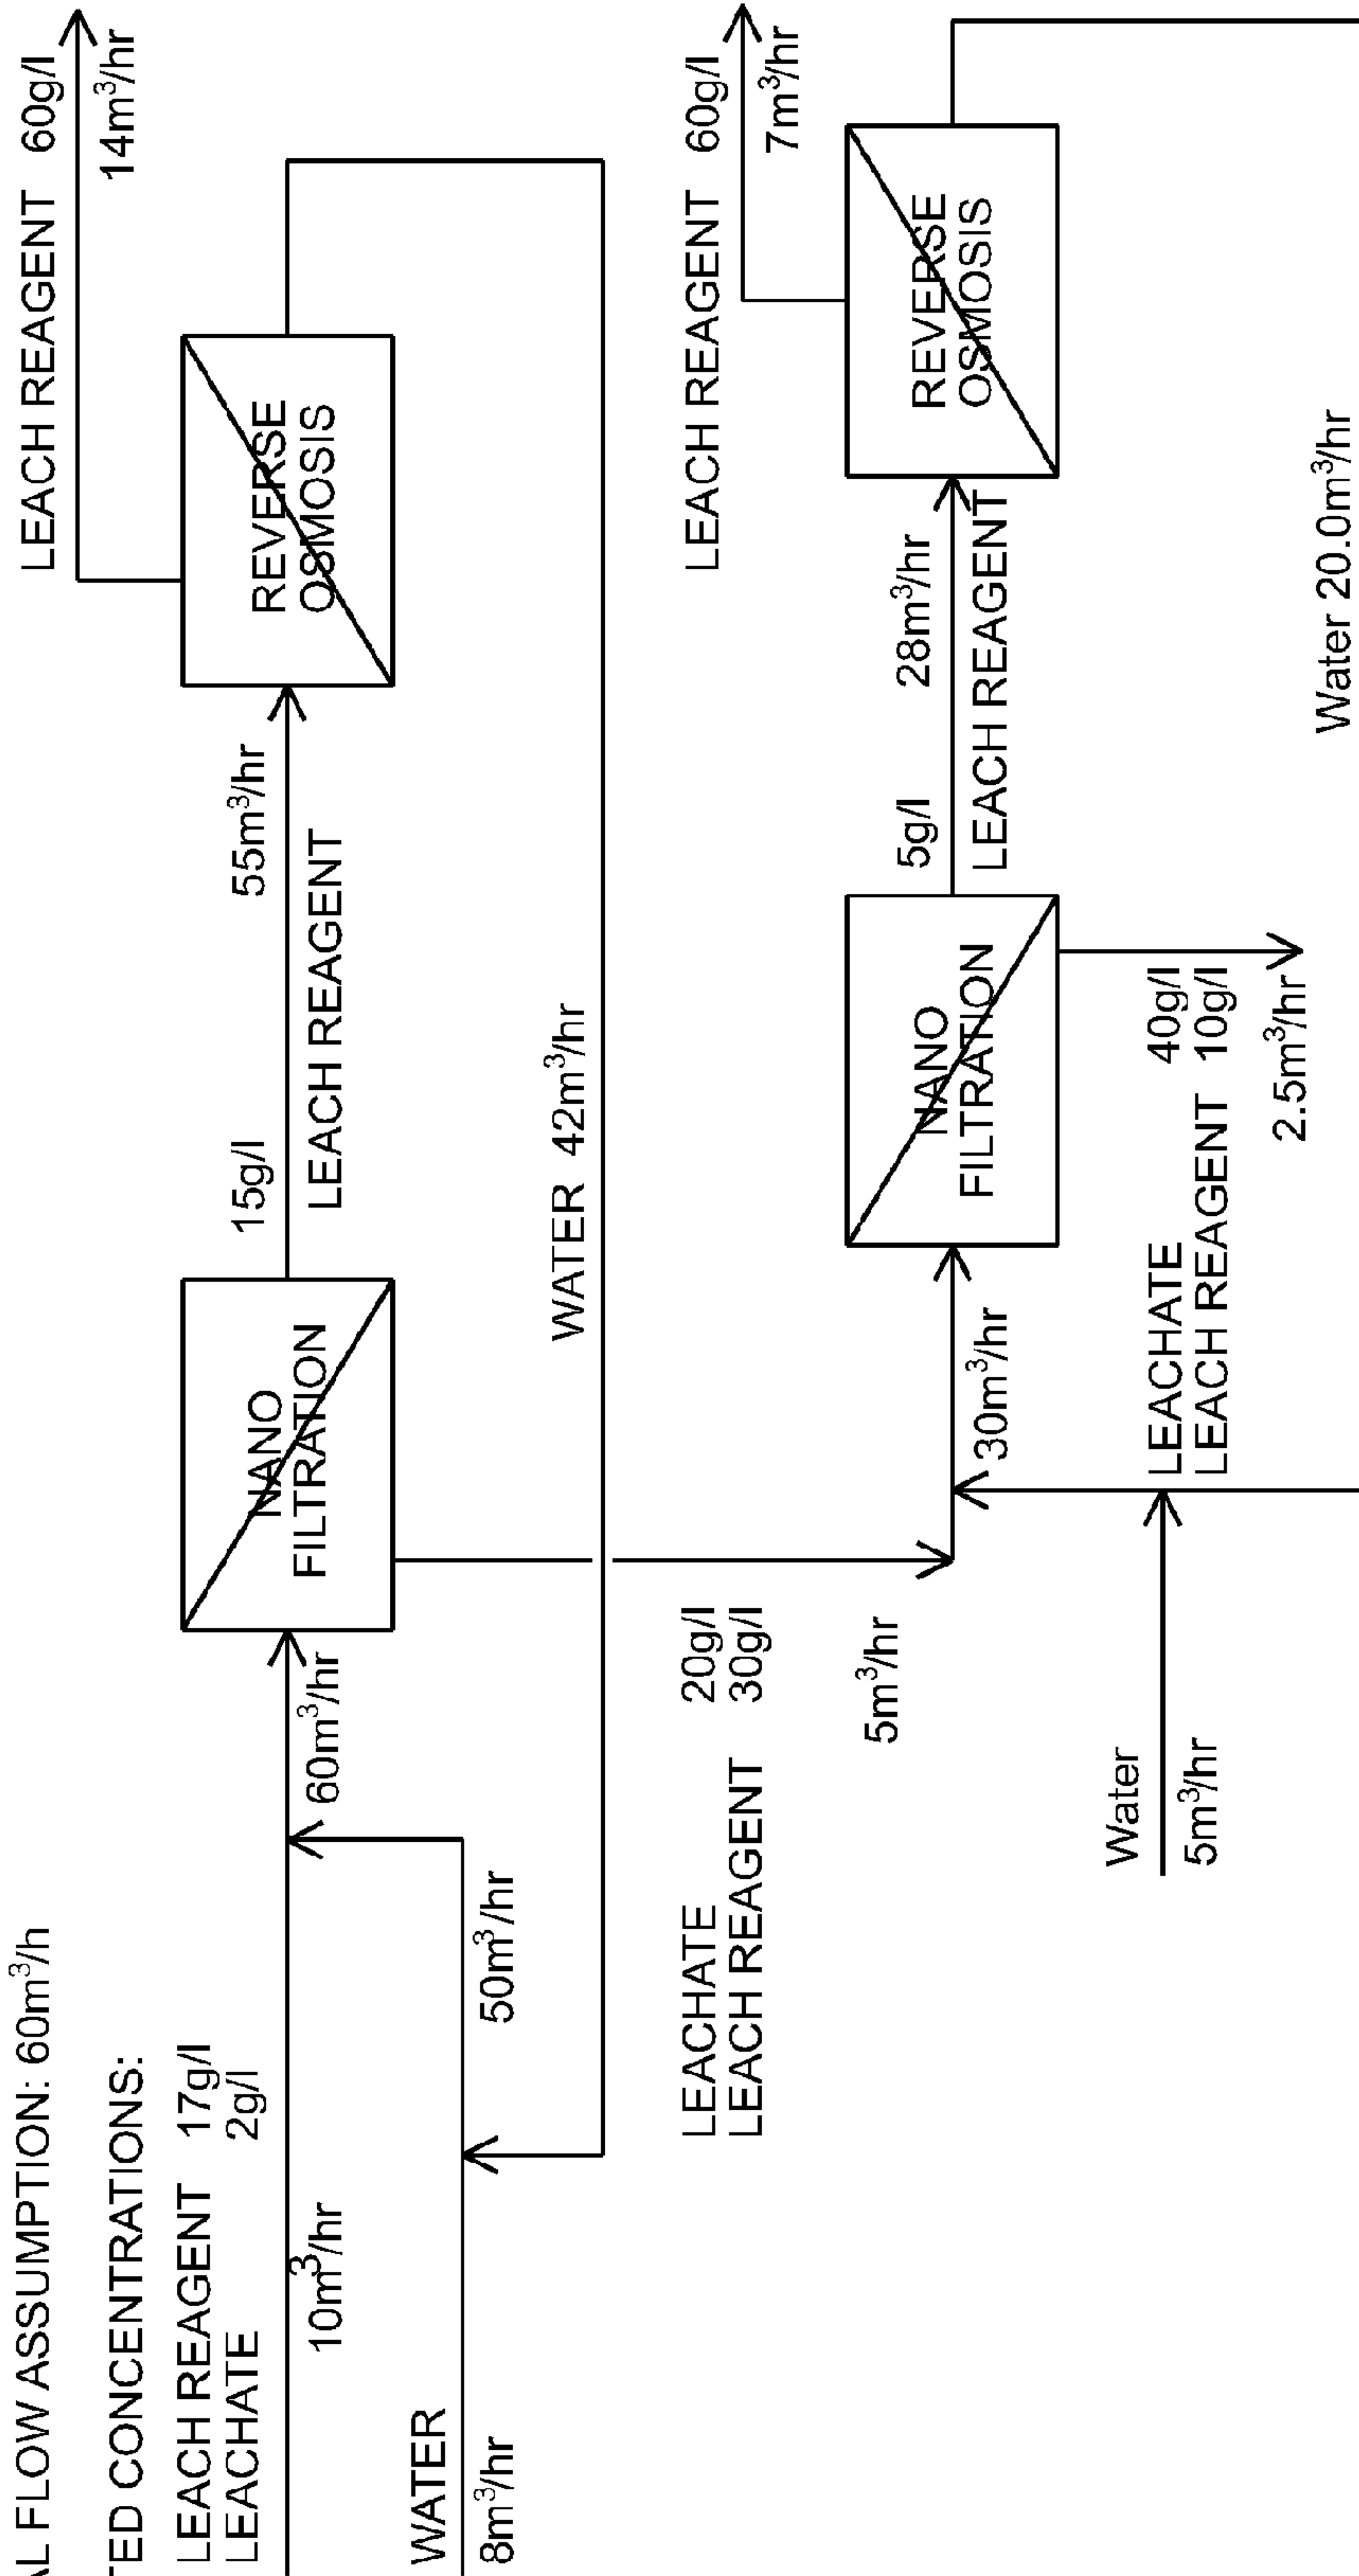 AL FLOW ASSUMPTION: 60m³/h
TED CONCENTRATIONS:
LEACH REAGENT 17g/l
LEACHATE 2g/l
10m³/hr
WATER
8m³/hr
50m³/hr
60m³/hr
NANO
FILTRATION
15g/l
55m³/hr
LEACH REAGENT
REVERSE
OSMOSIS
LEACH REAGENT 60g/l
14m³/hr
WATER 42m³/hr
LEACHATE 20g/l
LEACH REAGENT 30g/l
5m³/hr
Water
5m³/hr
30m³/hr
NANO
FILTRATION
5g/l
28m³/hr
LEACH REAGENT
REVERSE
OSMOSIS
LEACH REAGENT 60g/l
7m³/hr
LEACHATE 40g/l
LEACH REAGENT 10g/l
2.5m³/hr
Water 20.0m³/hr